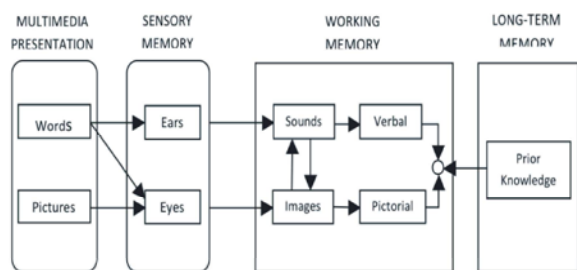 MULTIMEDIA
PRESENTATION
SENSORY
MEMORY
WORKING
MEMORY
LONG-TERM
MEMORY
Words
Ears
Sounds
Verbal
Prior
Knowledge
Pictures
Eyes
Images
Pictorial